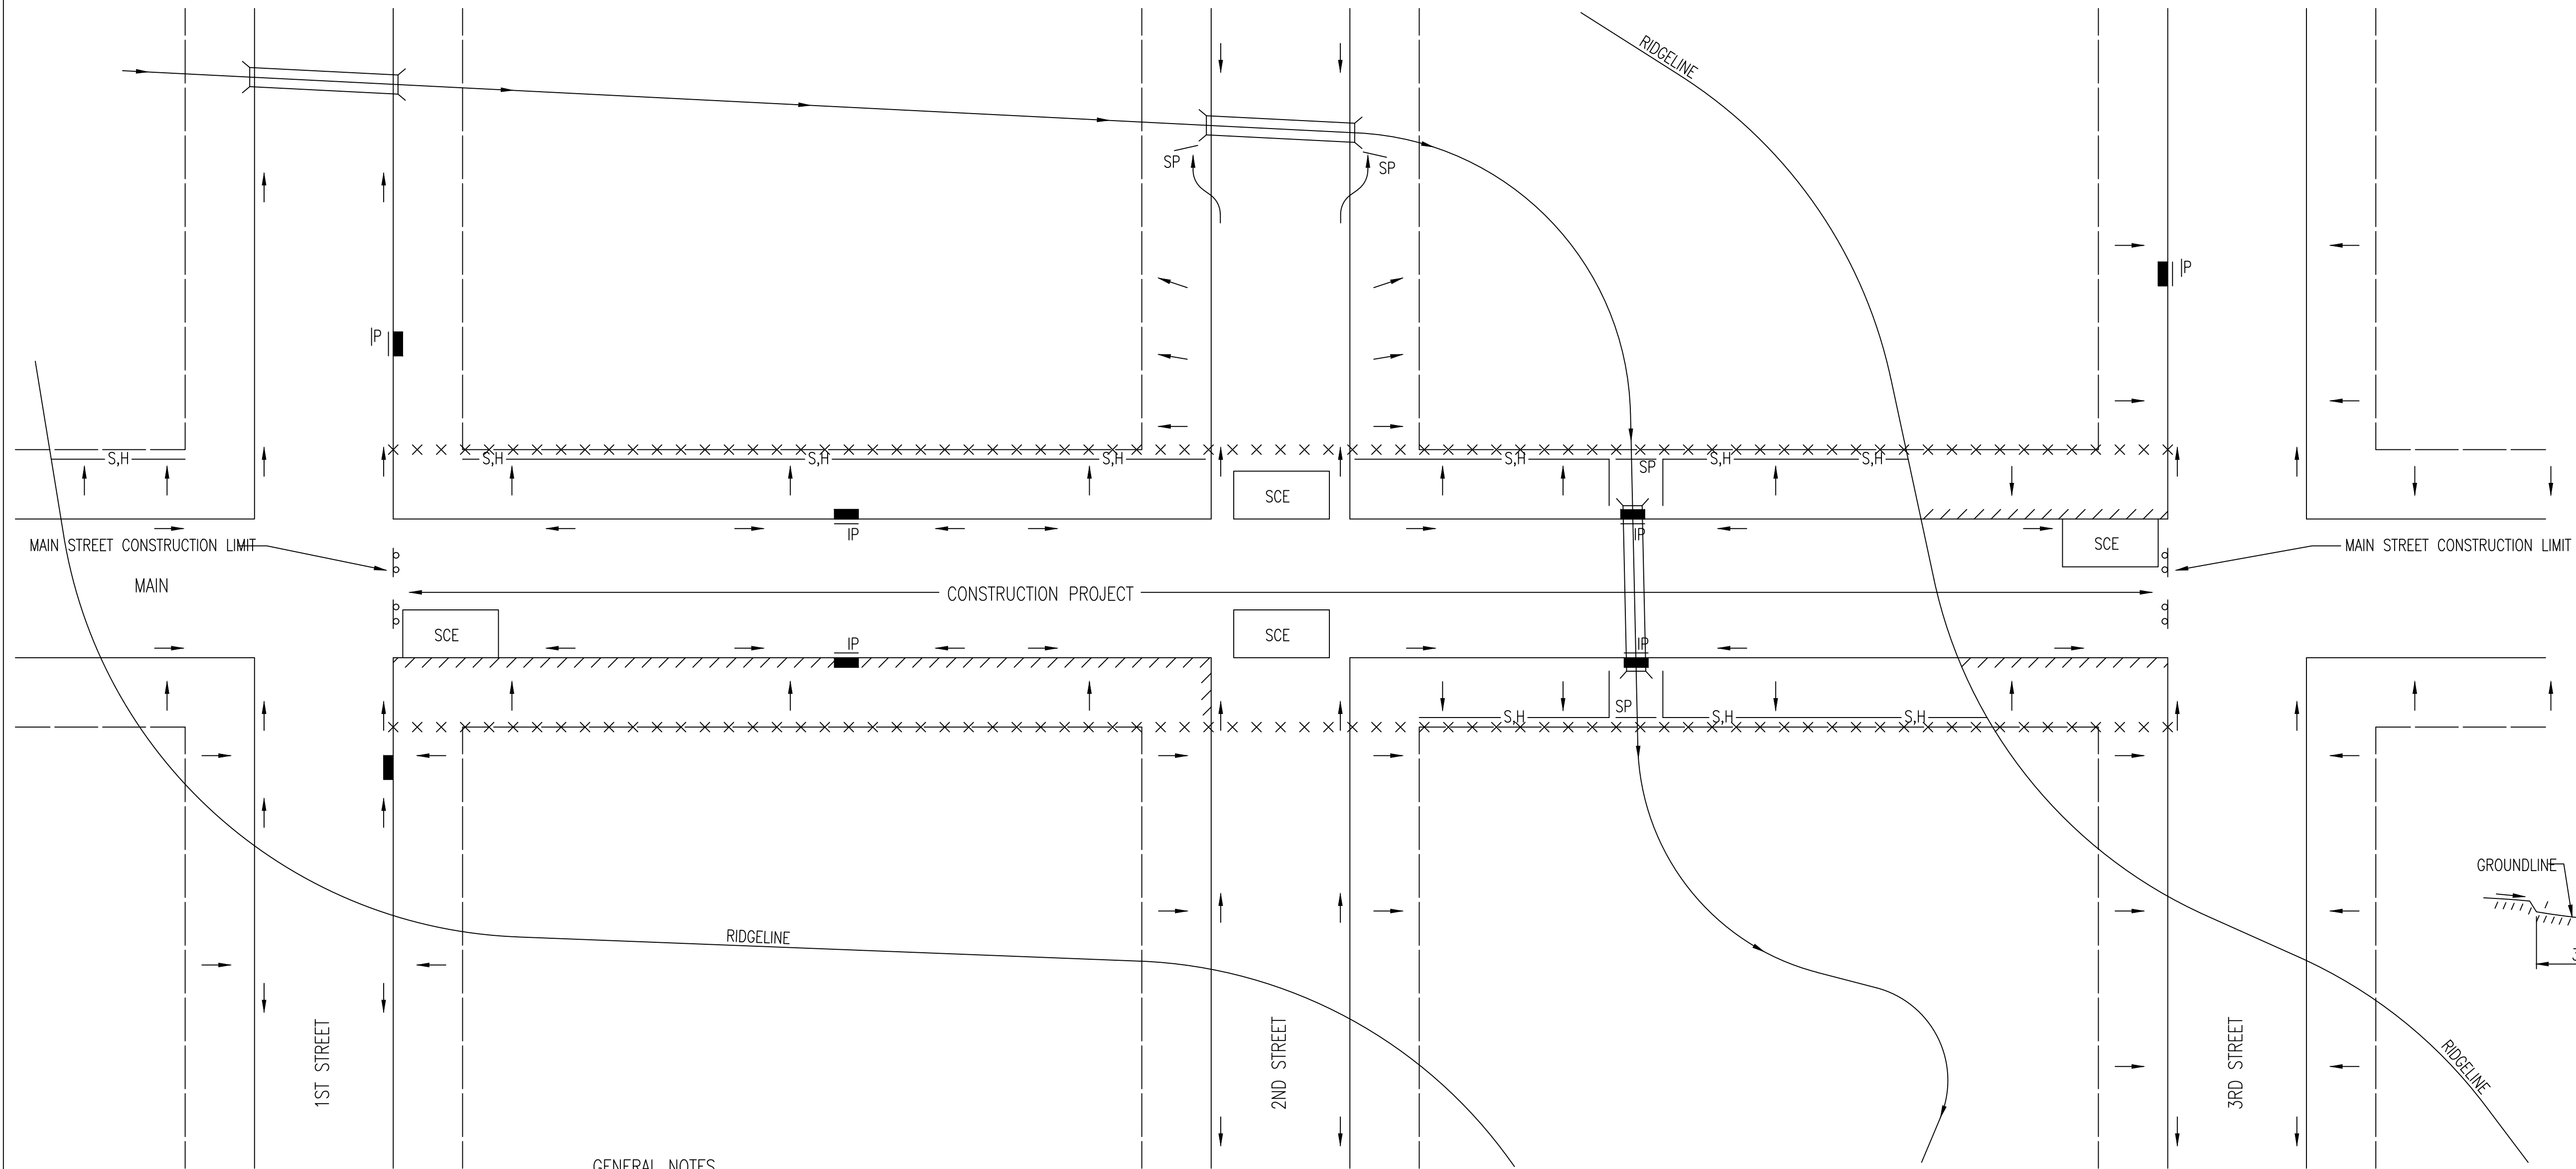 RIDGELINE
SP
SP
IP
IP
S,H
S,H
S,H
S,H
S,H
SP
S,H
S,H
SCE
IP
IP
SCE
MAIN STREET CONSTRUCTION LIMIT
MAIN STREET CONSTRUCTION LIMIT
MAIN
CONSTRUCTION PROJECT
SCE
SCE
IP
IP
SP
S,H
S,H
S,H
GROUNDLINE
RIDGELINE
1ST STREET
2ND STREET
3RD STREET
RIDGELINE
GENERAL NOTES